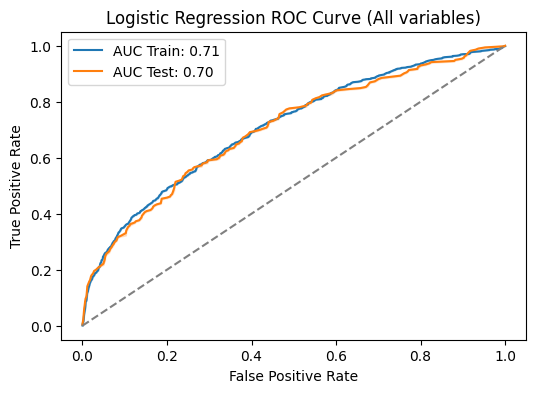 Logistic Regression ROC Curve (All variables)
AUC Train: 0.71
AUC Test: 0.70
True Positive Rate
1.0
0.8
0.6
0.4
0.2
0.0
0.0 0.2 0.4 0.6 0.8 1.0
False Positive Rate